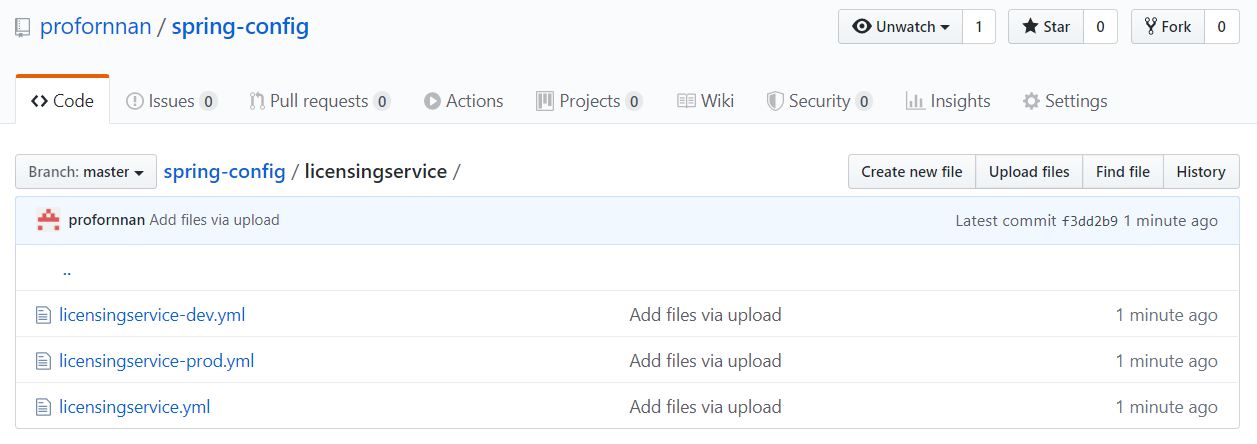 profornnan / spring-config Unwatch 1 Star 0 Fork 0
Code Issues 0 Pull requests 0 Actions Projects 0 Wiki Security 0 Insights Settings
Branch: master spring-config / licensingservice / Create new file Upload files Find file History
profornnan Add files via upload Latest commit f3dd2b9 1 minute ago
..
licensingservice-dev.yml Add files via upload 1 minute ago
licensingservice-prod.yml Add files via upload 1 minute ago
licensingservice.yml Add files via upload 1 minute ago